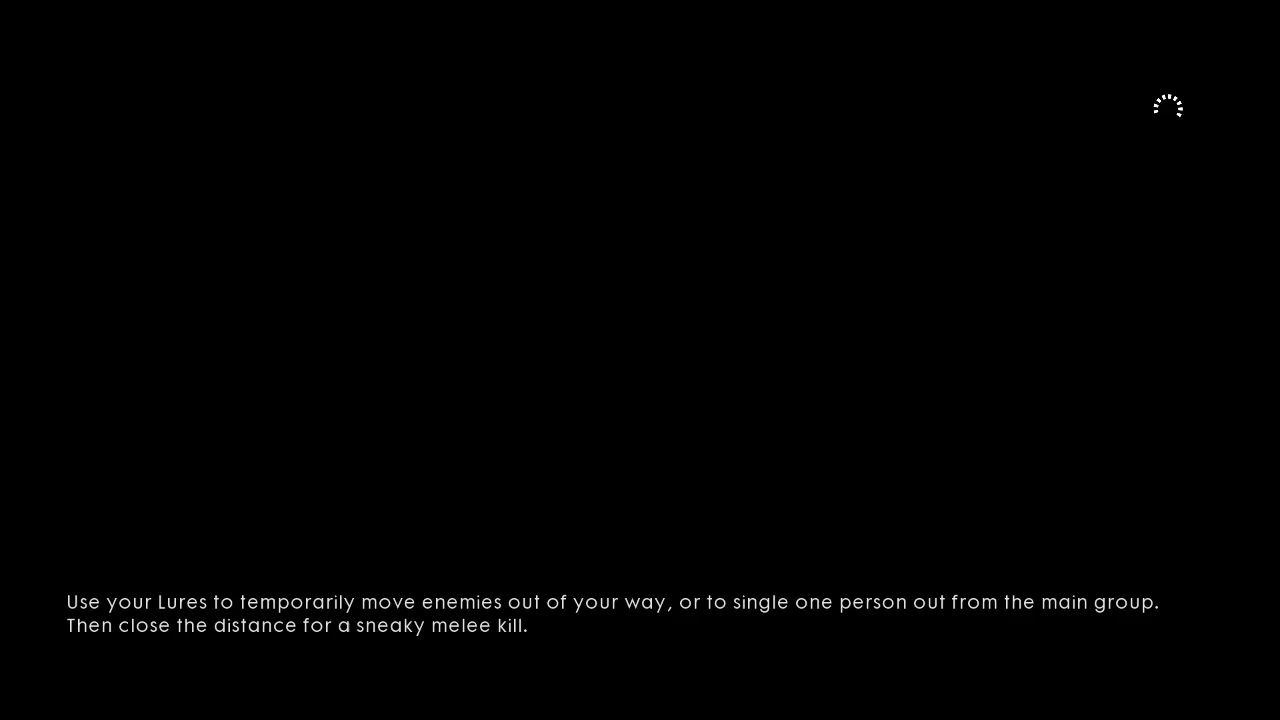 Use your Lures to temporarily move enemies out of your way, or to single one person out from the main group.
Then close the distance for a sneaky melee kill.